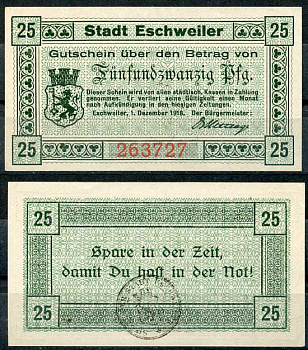 25 Stadt Eschweiler 25
Gutschein über den Betrag von
Fünfundzwanzig Pfg.
Dieser Schein wird von allen städtisch. Kassen in Zahlung
genommen. Er verliert seine Gültigkeit einen Monat
nach Aufkündigung in den hiesigen Zeitungen.
Eschweiler, 1. Dezember 1918. Der Bürgermeister:
25 263727 25
25 25
Spare in der Zeit,
damit Du hast in der Not!
25 25